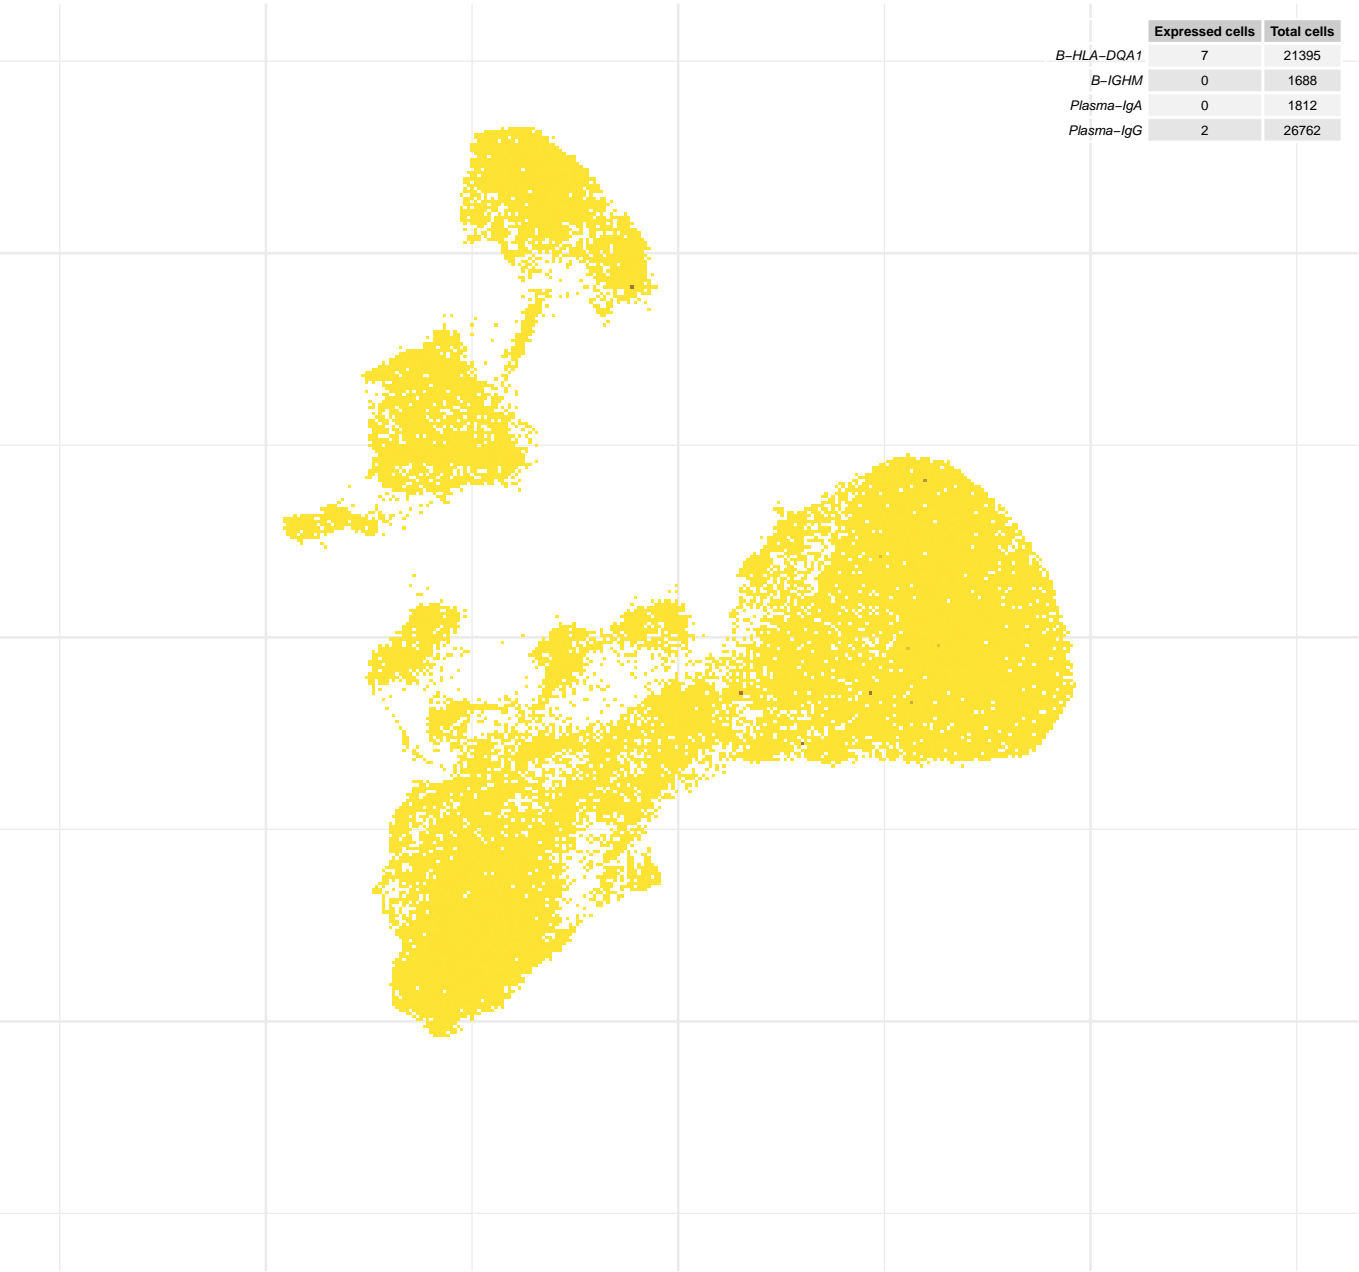 Expressed cells Total cells
B−HLA−DQA1 7 21395
B−IGHM 0 1688
Plasma−IgA 0 1812
Plasma−IgG 2 26762